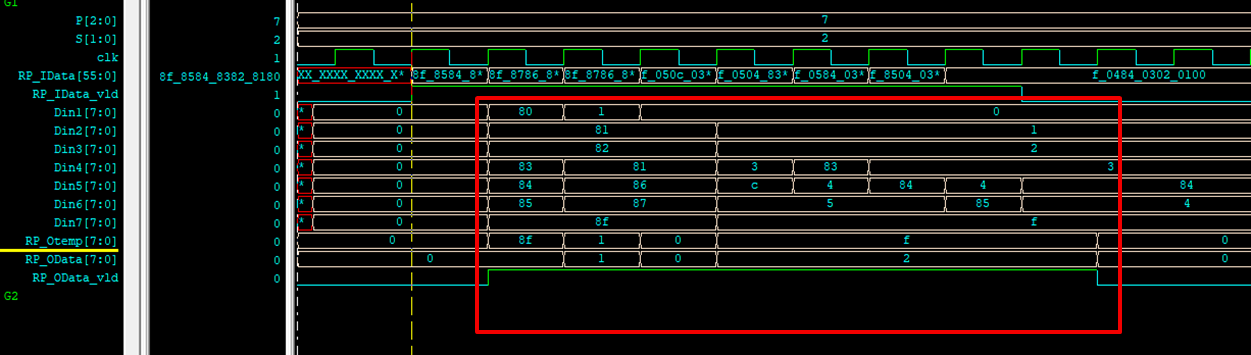 G1
P[2:0] 7 7
S[1:0] 2 2
clk 1
RP_IData[55:0] 8f_8584_8382_8180 XX_XXXX_XXXX_X* 8f_8584_8* 8f_8786_8* 8f_8786_8* f_050c_03* f_0504_83* f_0584_03* f_8504_03* f_0484_0302_0100
RP_IData_vld 1
Din1[7:0] 0 * 0 80 1 0
Din2[7:0] 0 * 0 81 1
Din3[7:0] 0 * 0 82 2
Din4[7:0] 0 * 0 83 81 3 83 3
Din5[7:0] 0 * 0 84 86 c 4 84 4 84
Din6[7:0] 0 * 0 85 87 5 85 4
Din7[7:0] 0 * 0 8f f
RP_Otemp[7:0] 0 0 8f 1 0 f 0
RP_OData[7:0] 0 0 1 0 2 0
RP_OData_vld 0
G2